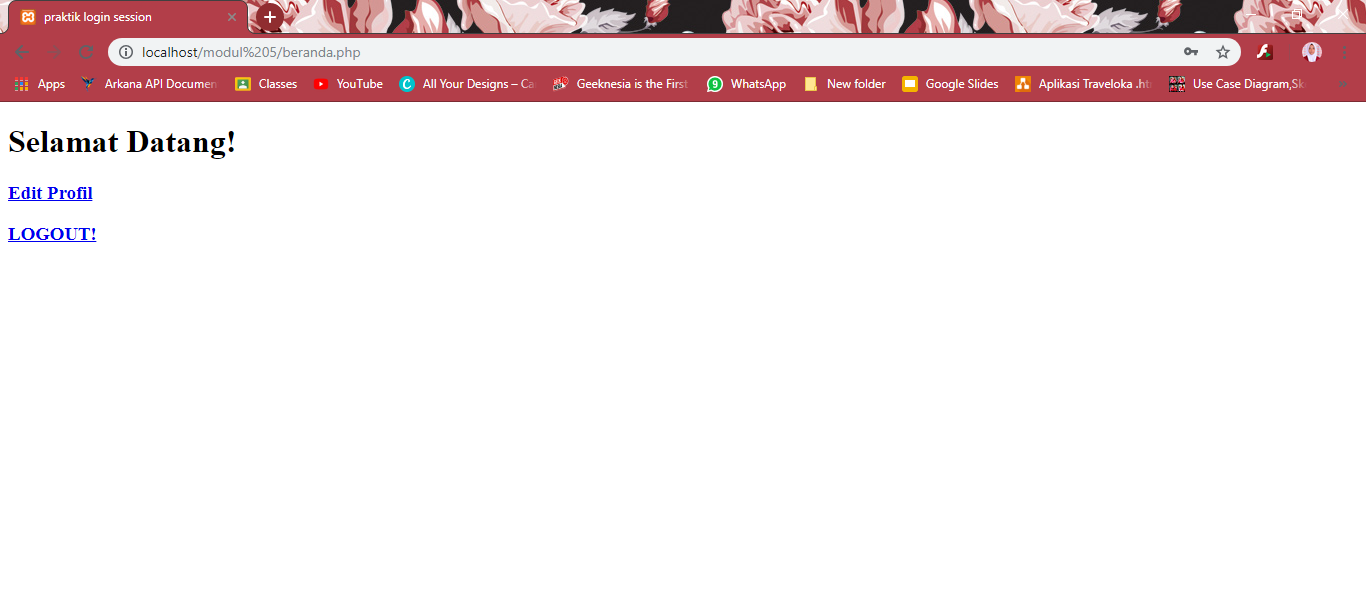 praktik login session
localhost/modul%205/beranda.php
Apps Arkana API Documen Classes YouTube All Your Designs – Ca Geeknesia is the First WhatsApp New folder Google Slides Aplikasi Traveloka .ht Use Case Diagram,Sk
Selamat Datang!
Edit Profil
LOGOUT!